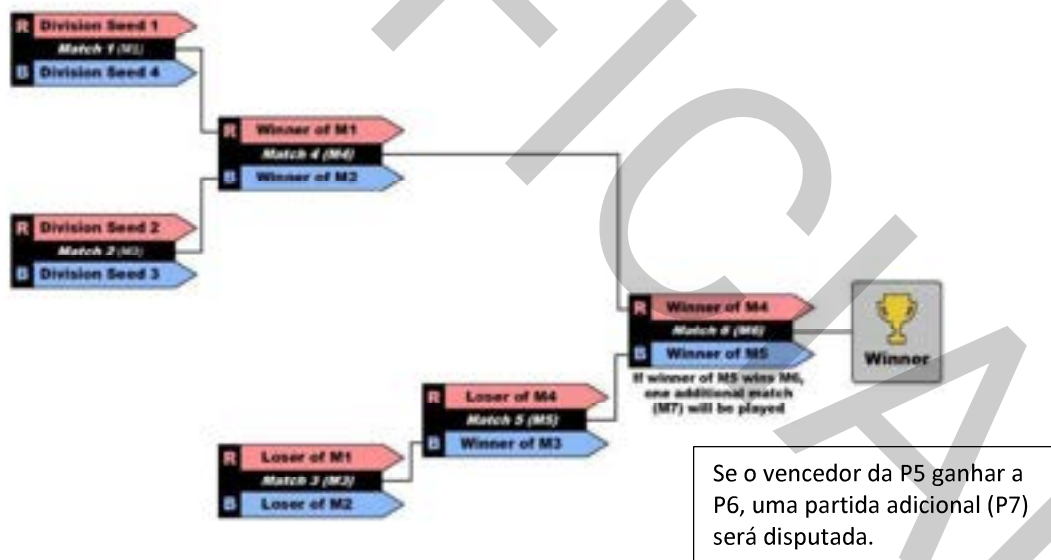 R Division Seed 1
Match 1 (M1)
B Division Seed 4
R Winner of M1
Match 4 (M4)
B Winner of M2
R Division Seed 2
Match 2 (M2)
B Division Seed 3
R Winner of M4
Match 6 (M6)
B Winner of M5
Winner
If winner of M5 wins M6,
one additional match
(M7) will be played
R Loser of M4
Match 5 (M5)
B Winner of M3
R Loser of M1
Match 3 (M3)
B Loser of M2
Se o vencedor da P5 ganhar a
P6, uma partida adicional (P7)
será disputada.